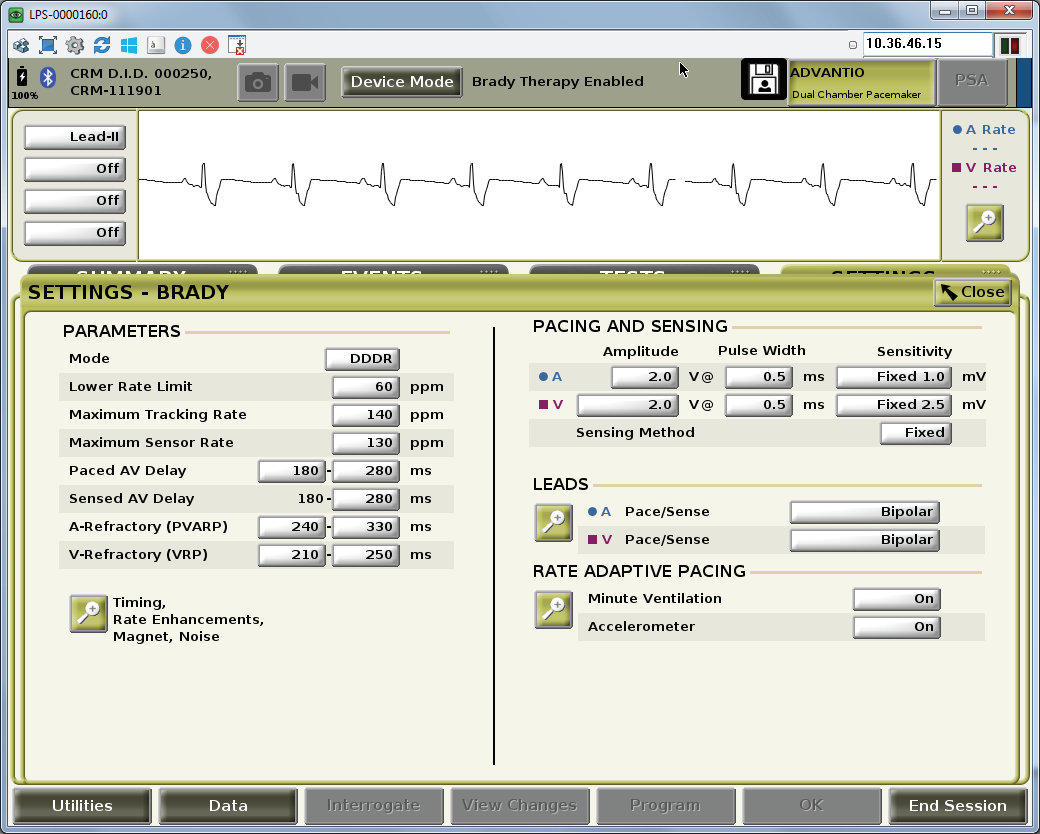 LPS-0000160:0
10.36.46.15
100%
CRM D.I.D. 000250,
CRM-111901
Device Mode
Brady Therapy Enabled
ADVANTIO
Dual Chamber Pacemaker
PSA
Lead-II
Off
Off
Off
A Rate
- - -
V Rate
- - -
SUMMARY EVENTS TESTS SETTINGS
SETTINGS - BRADY
Close
PARAMETERS
Mode DDDR
Lower Rate Limit 60 ppm
Maximum Tracking Rate 140 ppm
Maximum Sensor Rate 130 ppm
Paced AV Delay 180 - 280 ms
Sensed AV Delay 180 - 280 ms
A-Refractory (PVARP) 240 - 330 ms
V-Refractory (VRP) 210 - 250 ms
Timing,
Rate Enhancements,
Magnet, Noise
PACING AND SENSING
Amplitude Pulse Width Sensitivity
A 2.0 V@ 0.5 ms Fixed 1.0 mV
V 2.0 V@ 0.5 ms Fixed 2.5 mV
Sensing Method Fixed
LEADS
A Pace/Sense Bipolar
V Pace/Sense Bipolar
RATE ADAPTIVE PACING
Minute Ventilation On
Accelerometer On
Utilities Data Interrogate View Changes Program OK End Session